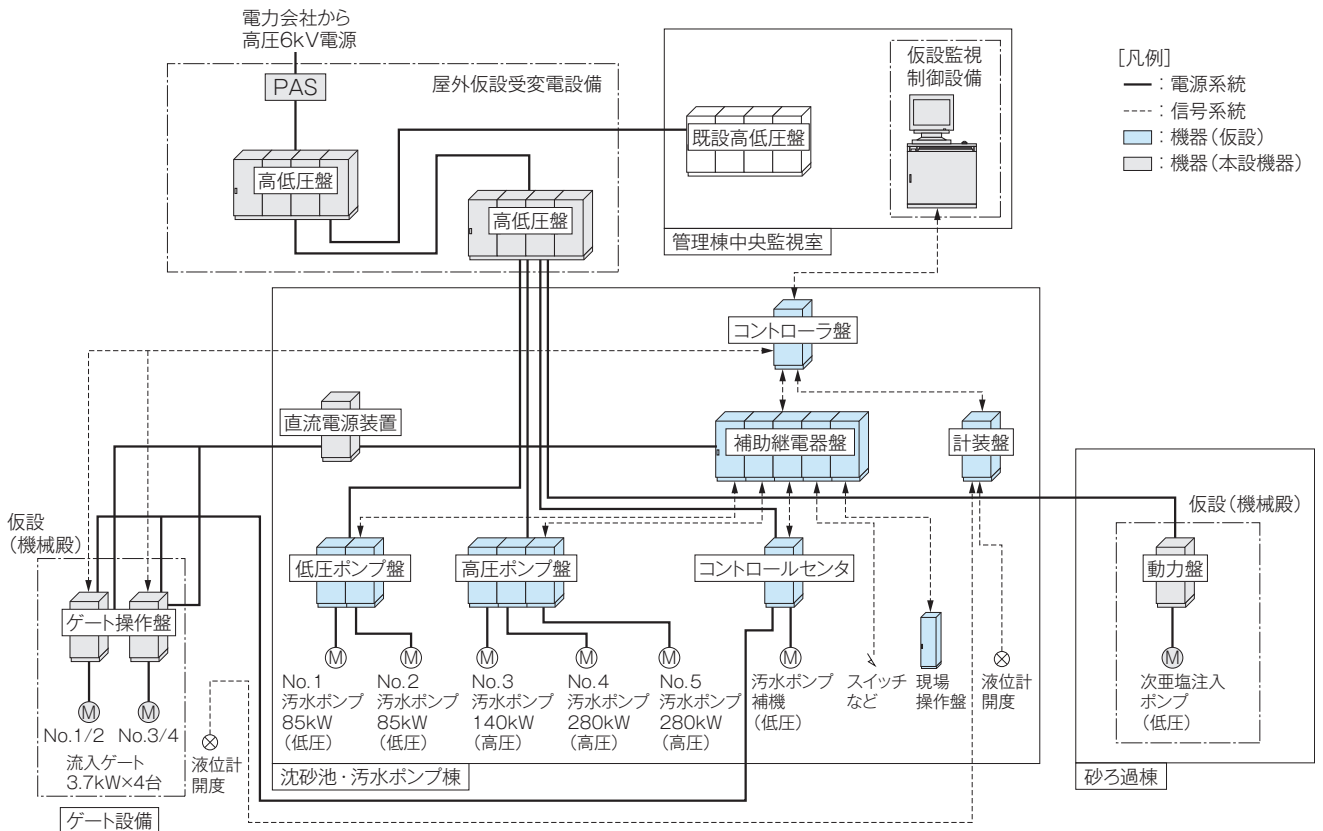 電力会社から
高圧6kV電源
PAS
屋外仮設受変電設備
高低圧盤
高低圧盤
既設高低圧盤
仮設監視
制御設備
管理棟中央監視室
[凡例]
:電源系統
:信号系統
:機器(仮設)
:機器(本設機器)
コントローラ盤
直流電源装置
補助継電器盤
計装盤
仮設
(機械殿)
ゲート操作盤
低圧ポンプ盤
高圧ポンプ盤
コントロールセンタ
仮設(機械殿)
動力盤
M
M
No.1/2
No.3/4
流入ゲート
3.7kW×4台
ゲート設備
液位計
開度
M
No.1
汚水ポンプ
85kW
(低圧)
M
No.2
汚水ポンプ
85kW
(低圧)
M
No.3
汚水ポンプ
140kW
(高圧)
M
No.4
汚水ポンプ
280kW
(高圧)
M
No.5
汚水ポンプ
280kW
(高圧)
M
汚水ポンプ
補機
(低圧)
スイッチ
など
現場
操作盤
液位計
開度
沈砂池・汚水ポンプ棟
M
次亜塩注入
ポンプ
(低圧)
砂ろ過棟